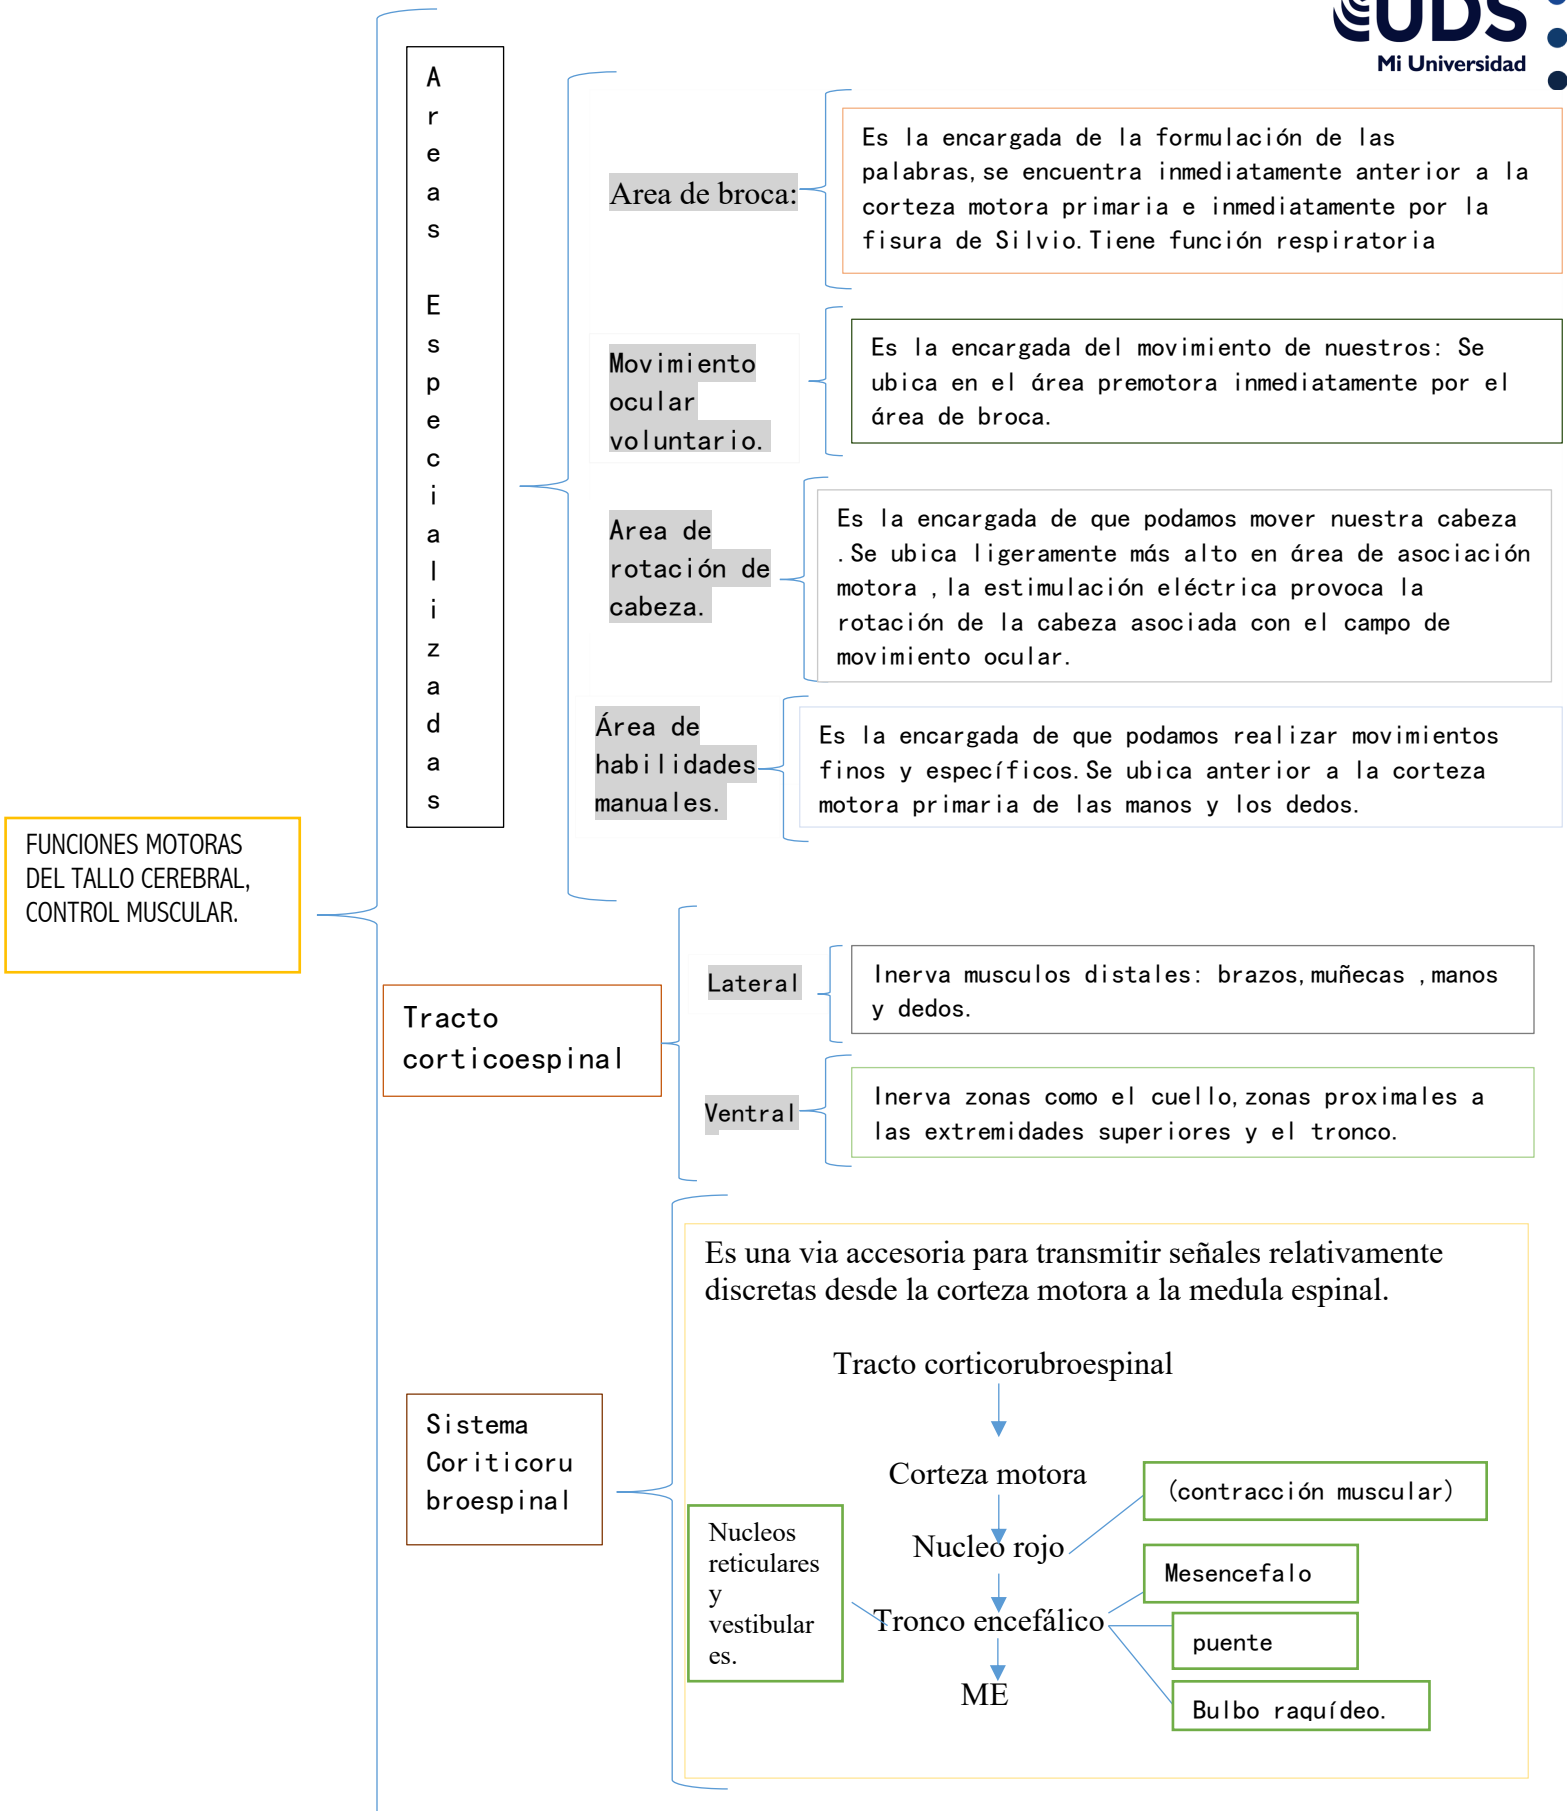 UDS
Mi Universidad
A
r
e
a
s
E
s
p
e
c
i
a
l
i
z
a
d
a
s
Area de broca:
Es la encargada de la formulación de las
palabras,se encuentra inmediatamente anterior a la
corteza motora primaria e inmediatamente por la
fisura de Silvio.Tiene función respiratoria
Movimiento
ocular
voluntario.
Es la encargada del movimiento de nuestros: Se
ubica en el área premotora inmediatamente por el
área de broca.
Area de
rotación de
cabeza.
Es la encargada de que podamos mover nuestra cabeza
.Se ubica ligeramente más alto en área de asociación
motora ,la estimulación eléctrica provoca la
rotación de la cabeza asociada con el campo de
movimiento ocular.
Área de
habilidades
manuales.
Es la encargada de que podamos realizar movimientos
finos y específicos.Se ubica anterior a la corteza
motora primaria de las manos y los dedos.
FUNCIONES MOTORAS
DEL TALLO CEREBRAL,
CONTROL MUSCULAR.
Tracto
corticoespinal
Lateral
Inerva musculos distales: brazos,muñecas ,manos
y dedos.
Ventral
Inerva zonas como el cuello,zonas proximales a
las extremidades superiores y el tronco.
Sistema
Coriticoru
broespinal
Es una via accesoria para transmitir señales relativamente
discretas desde la corteza motora a la medula espinal.
Tracto corticorubroespinal
Corteza motora
(contracción muscular)
Nucleo rojo
Nucleos
reticulares
y
vestibular
es.
Mesencefalo
Tronco encefálico
puente
ME
Bulbo raquídeo.